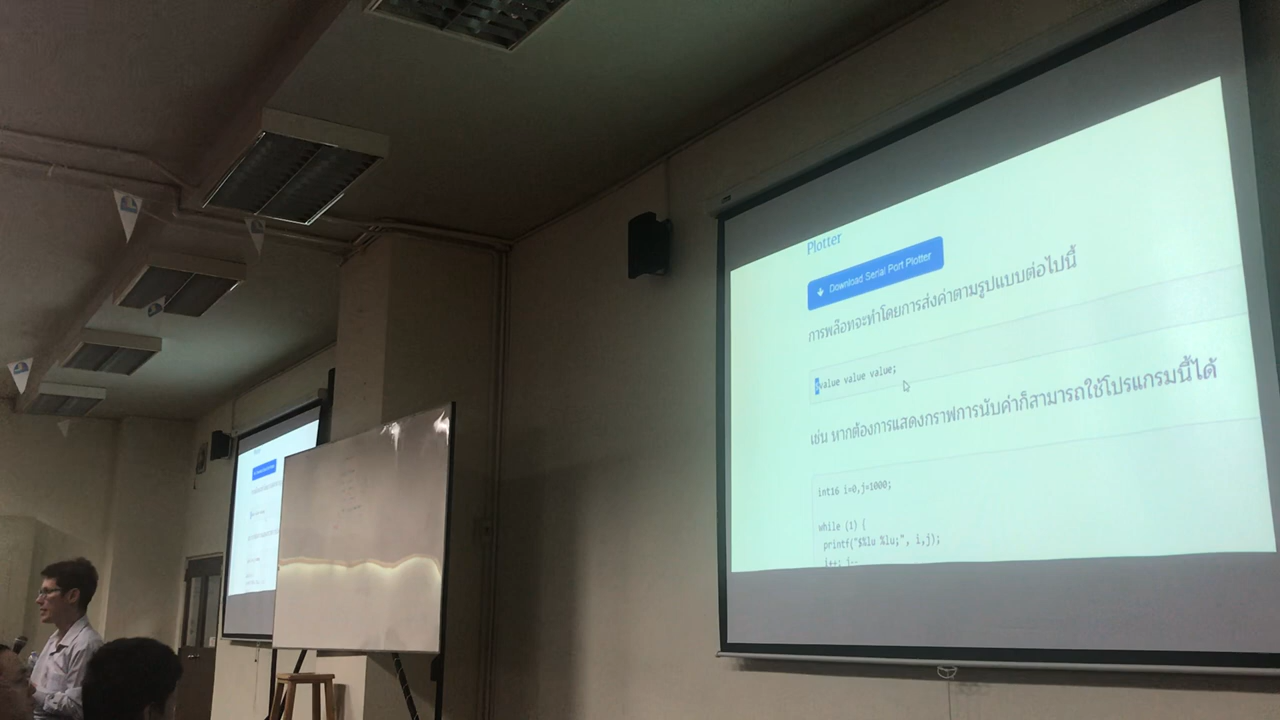 Plotter
Download Serial Port Plotter
การพล๊อทจะทำโดยการส่งค่าตามรูปแบบต่อไปนี้
$value value value;
เช่น หากต้องการแสดงกราฟการนับค่าก็สามารถใช้โปรแกรมนี้ได้
int16 i=0,j=1000;
while (1) {
printf("$%lu %lu;", i,j);
i++; j--